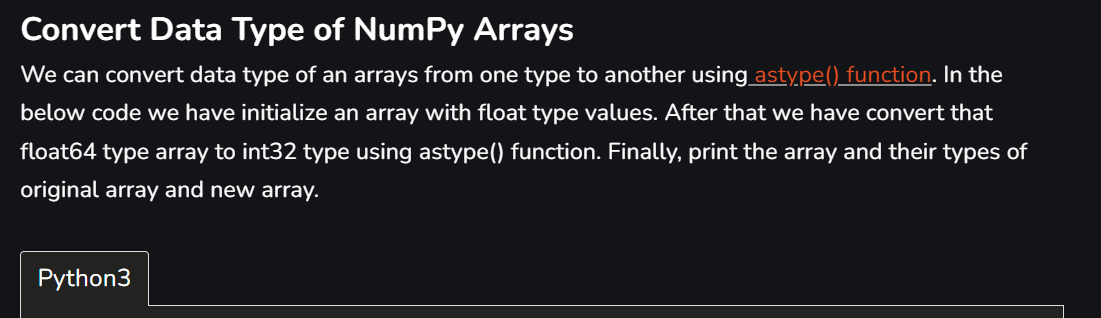 Convert Data Type of NumPy Arrays
We can convert data type of an arrays from one type to another using astype() function. In the
below code we have initialize an array with float type values. After that we have convert that
float64 type array to int32 type using astype() function. Finally, print the array and their types of
original array and new array.
Python3